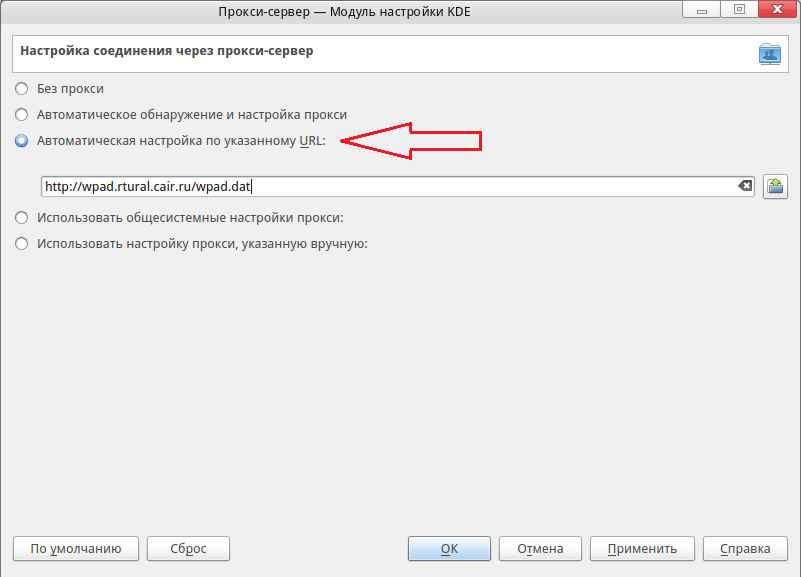 Прокси-сервер — Модуль настройки KDE
Настройка соединения через прокси-сервер
Без прокси
Автоматическое обнаружение и настройка прокси
Автоматическая настройка по указанному URL:
http://wpad.rtural.cair.ru/wpad.dat
Использовать общесистемные настройки прокси:
Использовать настройку прокси, указанную вручную:
По умолчанию Сброс OK Отмена Применить Справка